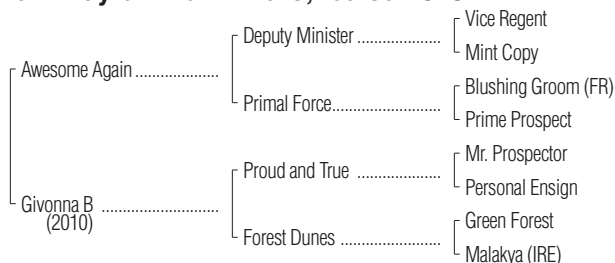 Deputy Minister
Vice Regent
Mint Copy
Awesome Again
Primal Force
Blushing Groom (FR)
Prime Prospect
Proud and True
Mr. Prospector
Personal Ensign
Givonna B
(2010)
Forest Dunes
Green Forest
Malakya (IRE)